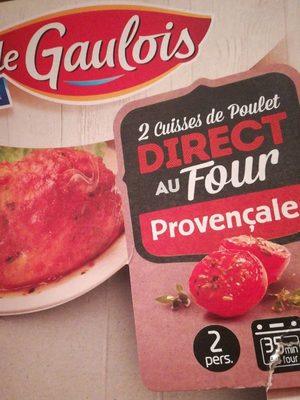 le Gaulois
2 Cuisses de Poulet
DIRECT
AU Four
Provençale
2
pers.
35 min
four